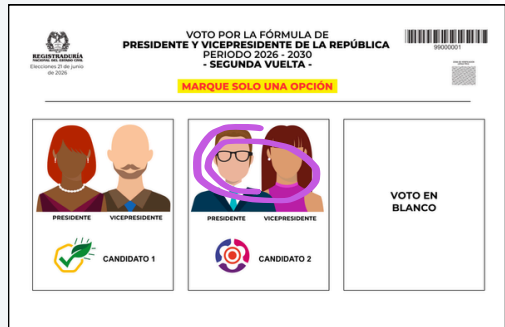 VOTO POR LA FÓRMULA DE
PRESIDENTE Y VICEPRESIDENTE DE LA REPÚBLICA
PERIODO 2026 - 2030
- SEGUNDA VUELTA -
REGISTRADURÍA
NACIONAL DEL ESTADO CIVIL
Elecciones 21 de junio
de 2026
99000001
MARQUE SOLO UNA OPCIÓN
PRESIDENTE VICEPRESIDENTE
CANDIDATO 1
PRESIDENTE VICEPRESIDENTE
CANDIDATO 2
VOTO EN
BLANCO